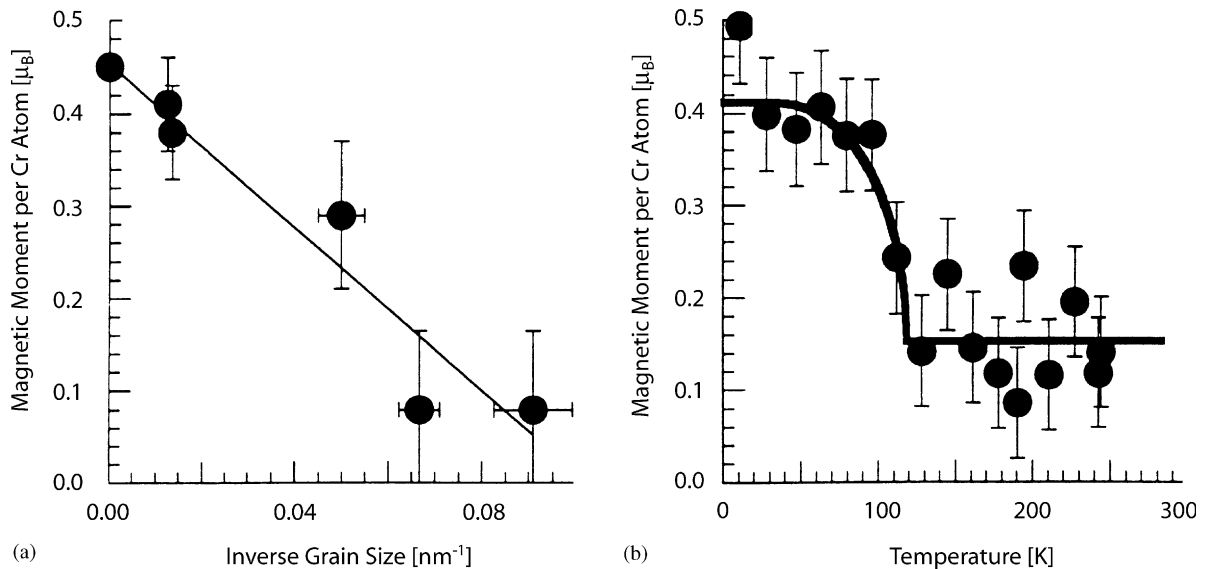 0.5
0.4
0.3
0.2
0.1
0.0
Magnetic Moment per Cr Atom [μB]
0.00 0.04 0.08
(a) Inverse Grain Size [nm-1]
0.5
0.4
0.3
0.2
0.1
0.0
Magnetic Moment per Cr Atom [μB]
0 100 200 300
(b) Temperature [K]